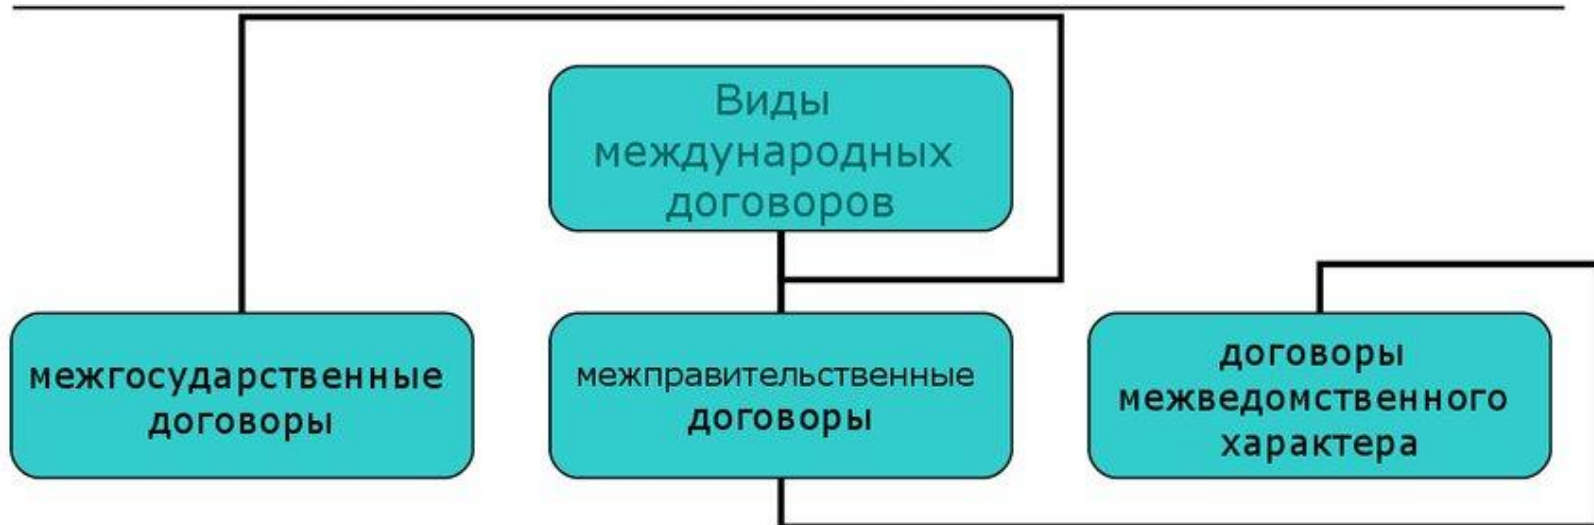 Виды
международных
договоров
межгосударственные
договоры
межправительственные
договоры
договоры
межведомственного
характера